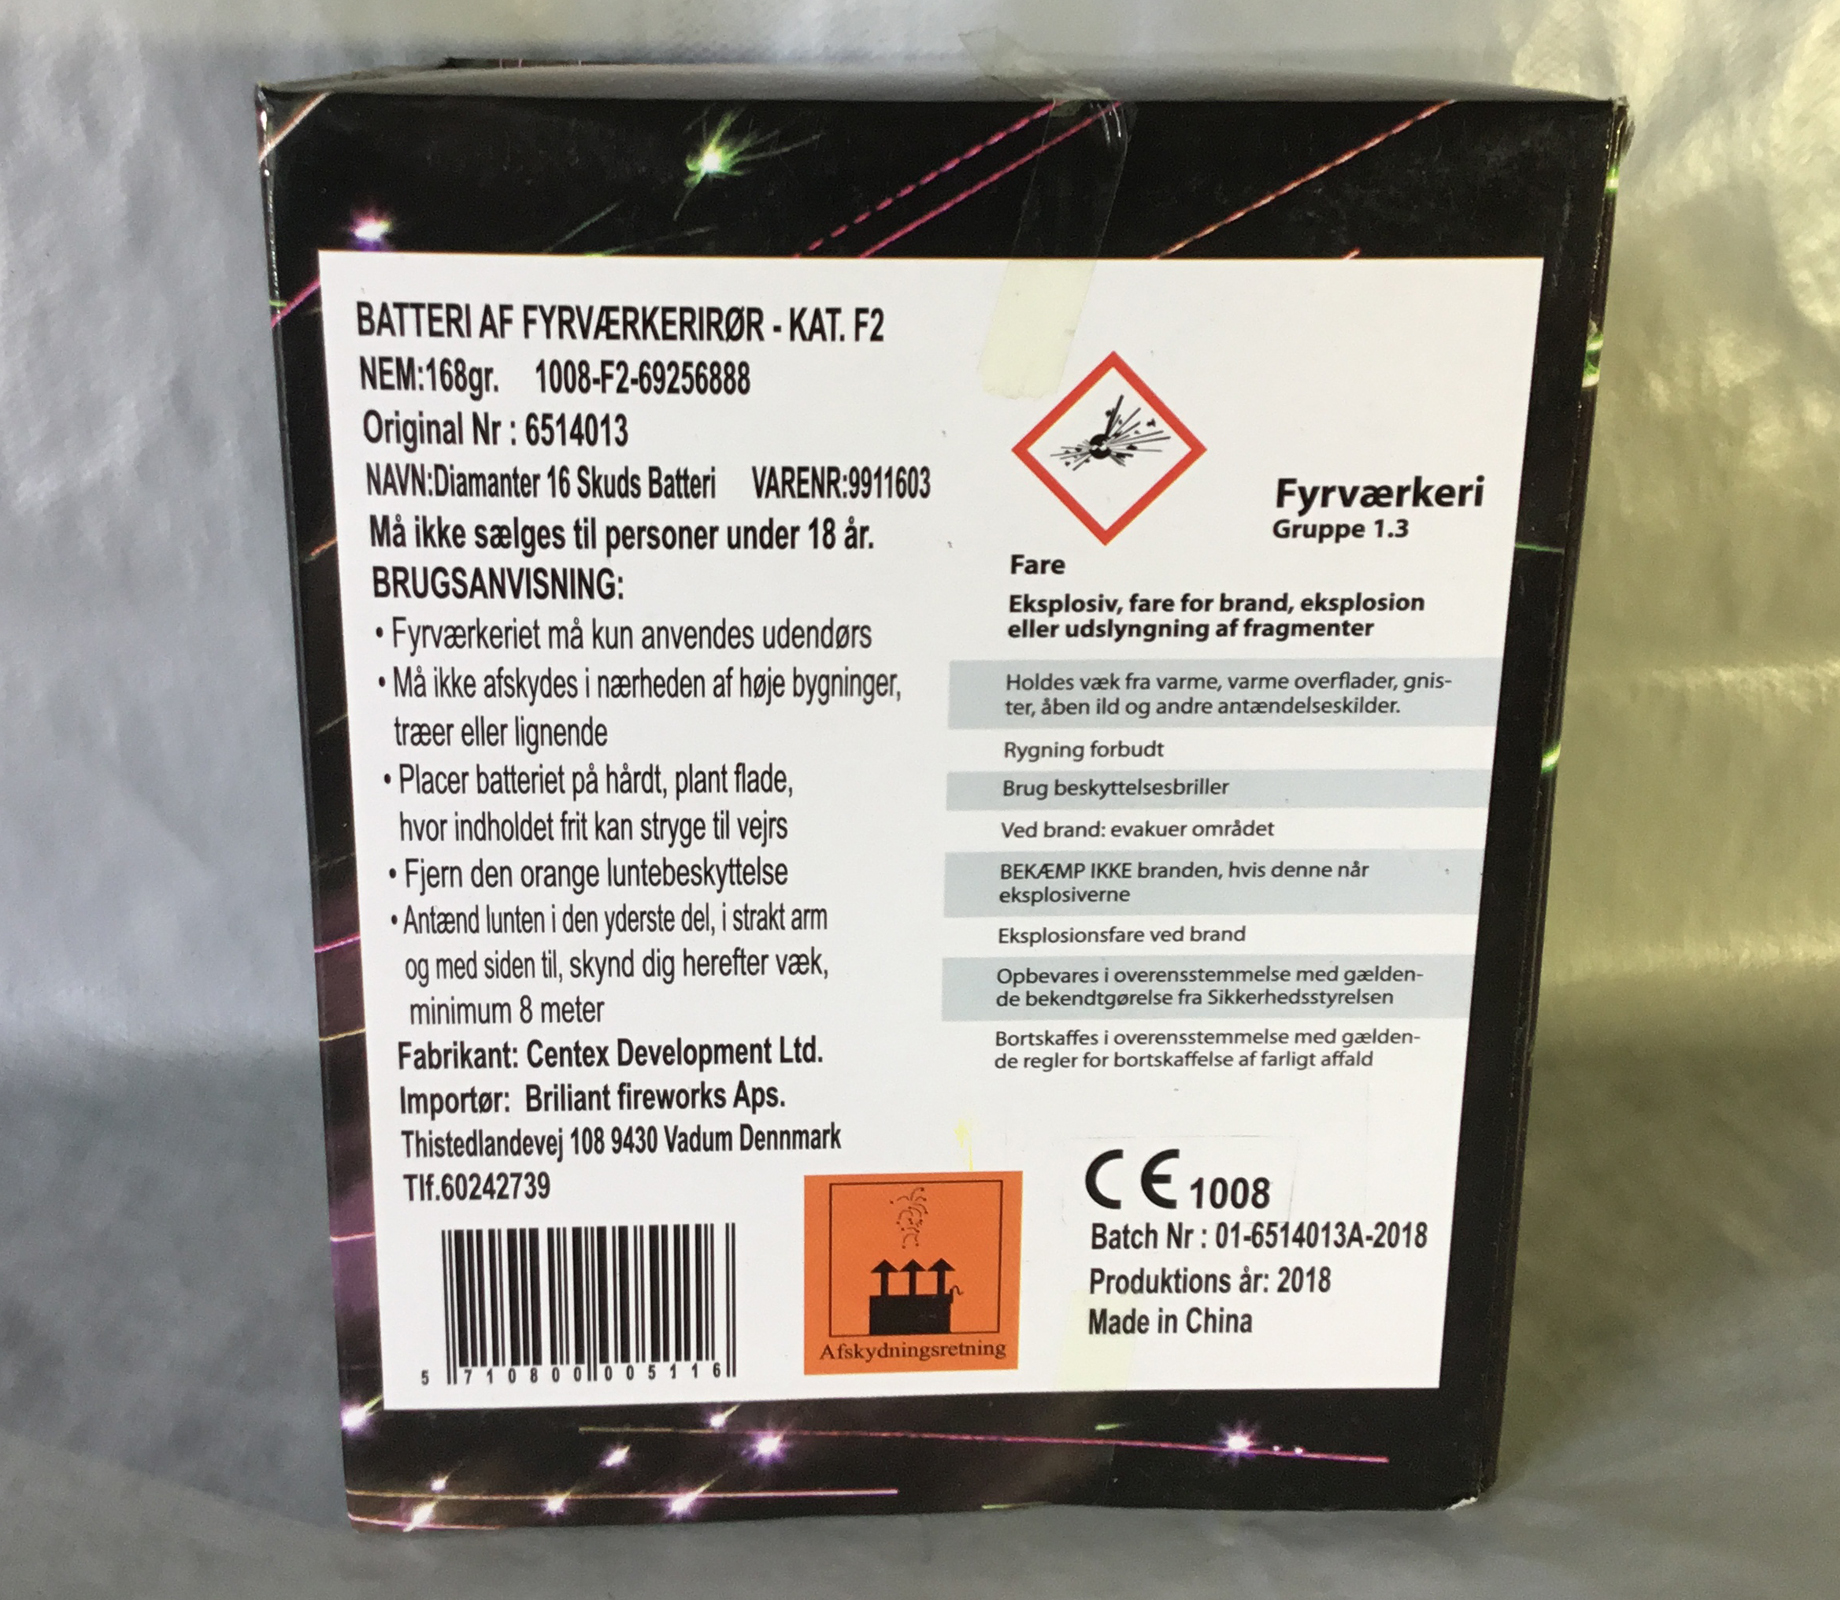 BATTERI AF FYRVÆRKERIRØR - KAT. F2
NEM:168gr. 1008-F2-69256888
Original Nr : 6514013
NAVN:Diamanter 16 Skuds Batteri VARENR:9911603
Må ikke sælges til personer under 18 år.
BRUGSANVISNING:
• Fyrværkeriet må kun anvendes udendørs
• Må ikke afskydes i nærheden af høje bygninger,
træer eller lignende
• Placer batteriet på hårdt, plant flade,
hvor indholdet frit kan stryge til vejrs
• Fjern den orange luntebeskyttelse
• Antænd lunten i den yderste del, i strakt arm
og med siden til, skynd dig herefter væk,
minimum 8 meter
Fabrikant: Centex Development Ltd.
Importør: Briliant fireworks Aps.
Thistedlandevej 108 9430 Vadum Dennmark
Tlf.60242739
5 710800 005116
Afskydningsretning
Fyrværkeri
Gruppe 1.3
Fare
Eksplosiv, fare for brand, eksplosion
eller udslyngning af fragmenter
Holdes væk fra varme, varme overflader, gnis-
ter, åben ild og andre antændelseskilder.
Rygning forbudt
Brug beskyttelsesbriller
Ved brand: evakuer området
BEKÆMP IKKE branden, hvis denne når
eksplosiverne
Eksplosionsfare ved brand
Opbevares i overensstemmelse med gælden-
de bekendtgørelse fra Sikkerhedsstyrelsen
Bortskaffes i overensstemmelse med gælden-
de regler for bortskaffelse af farligt affald
CE 1008
Batch Nr : 01-6514013A-2018
Produktions år: 2018
Made in China